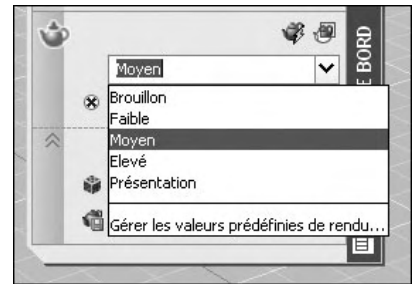 Moyen
Brouillon
Faible
Moyen
Elevé
Présentation
Gérer les valeurs prédéfinies de rendu...
E BORD